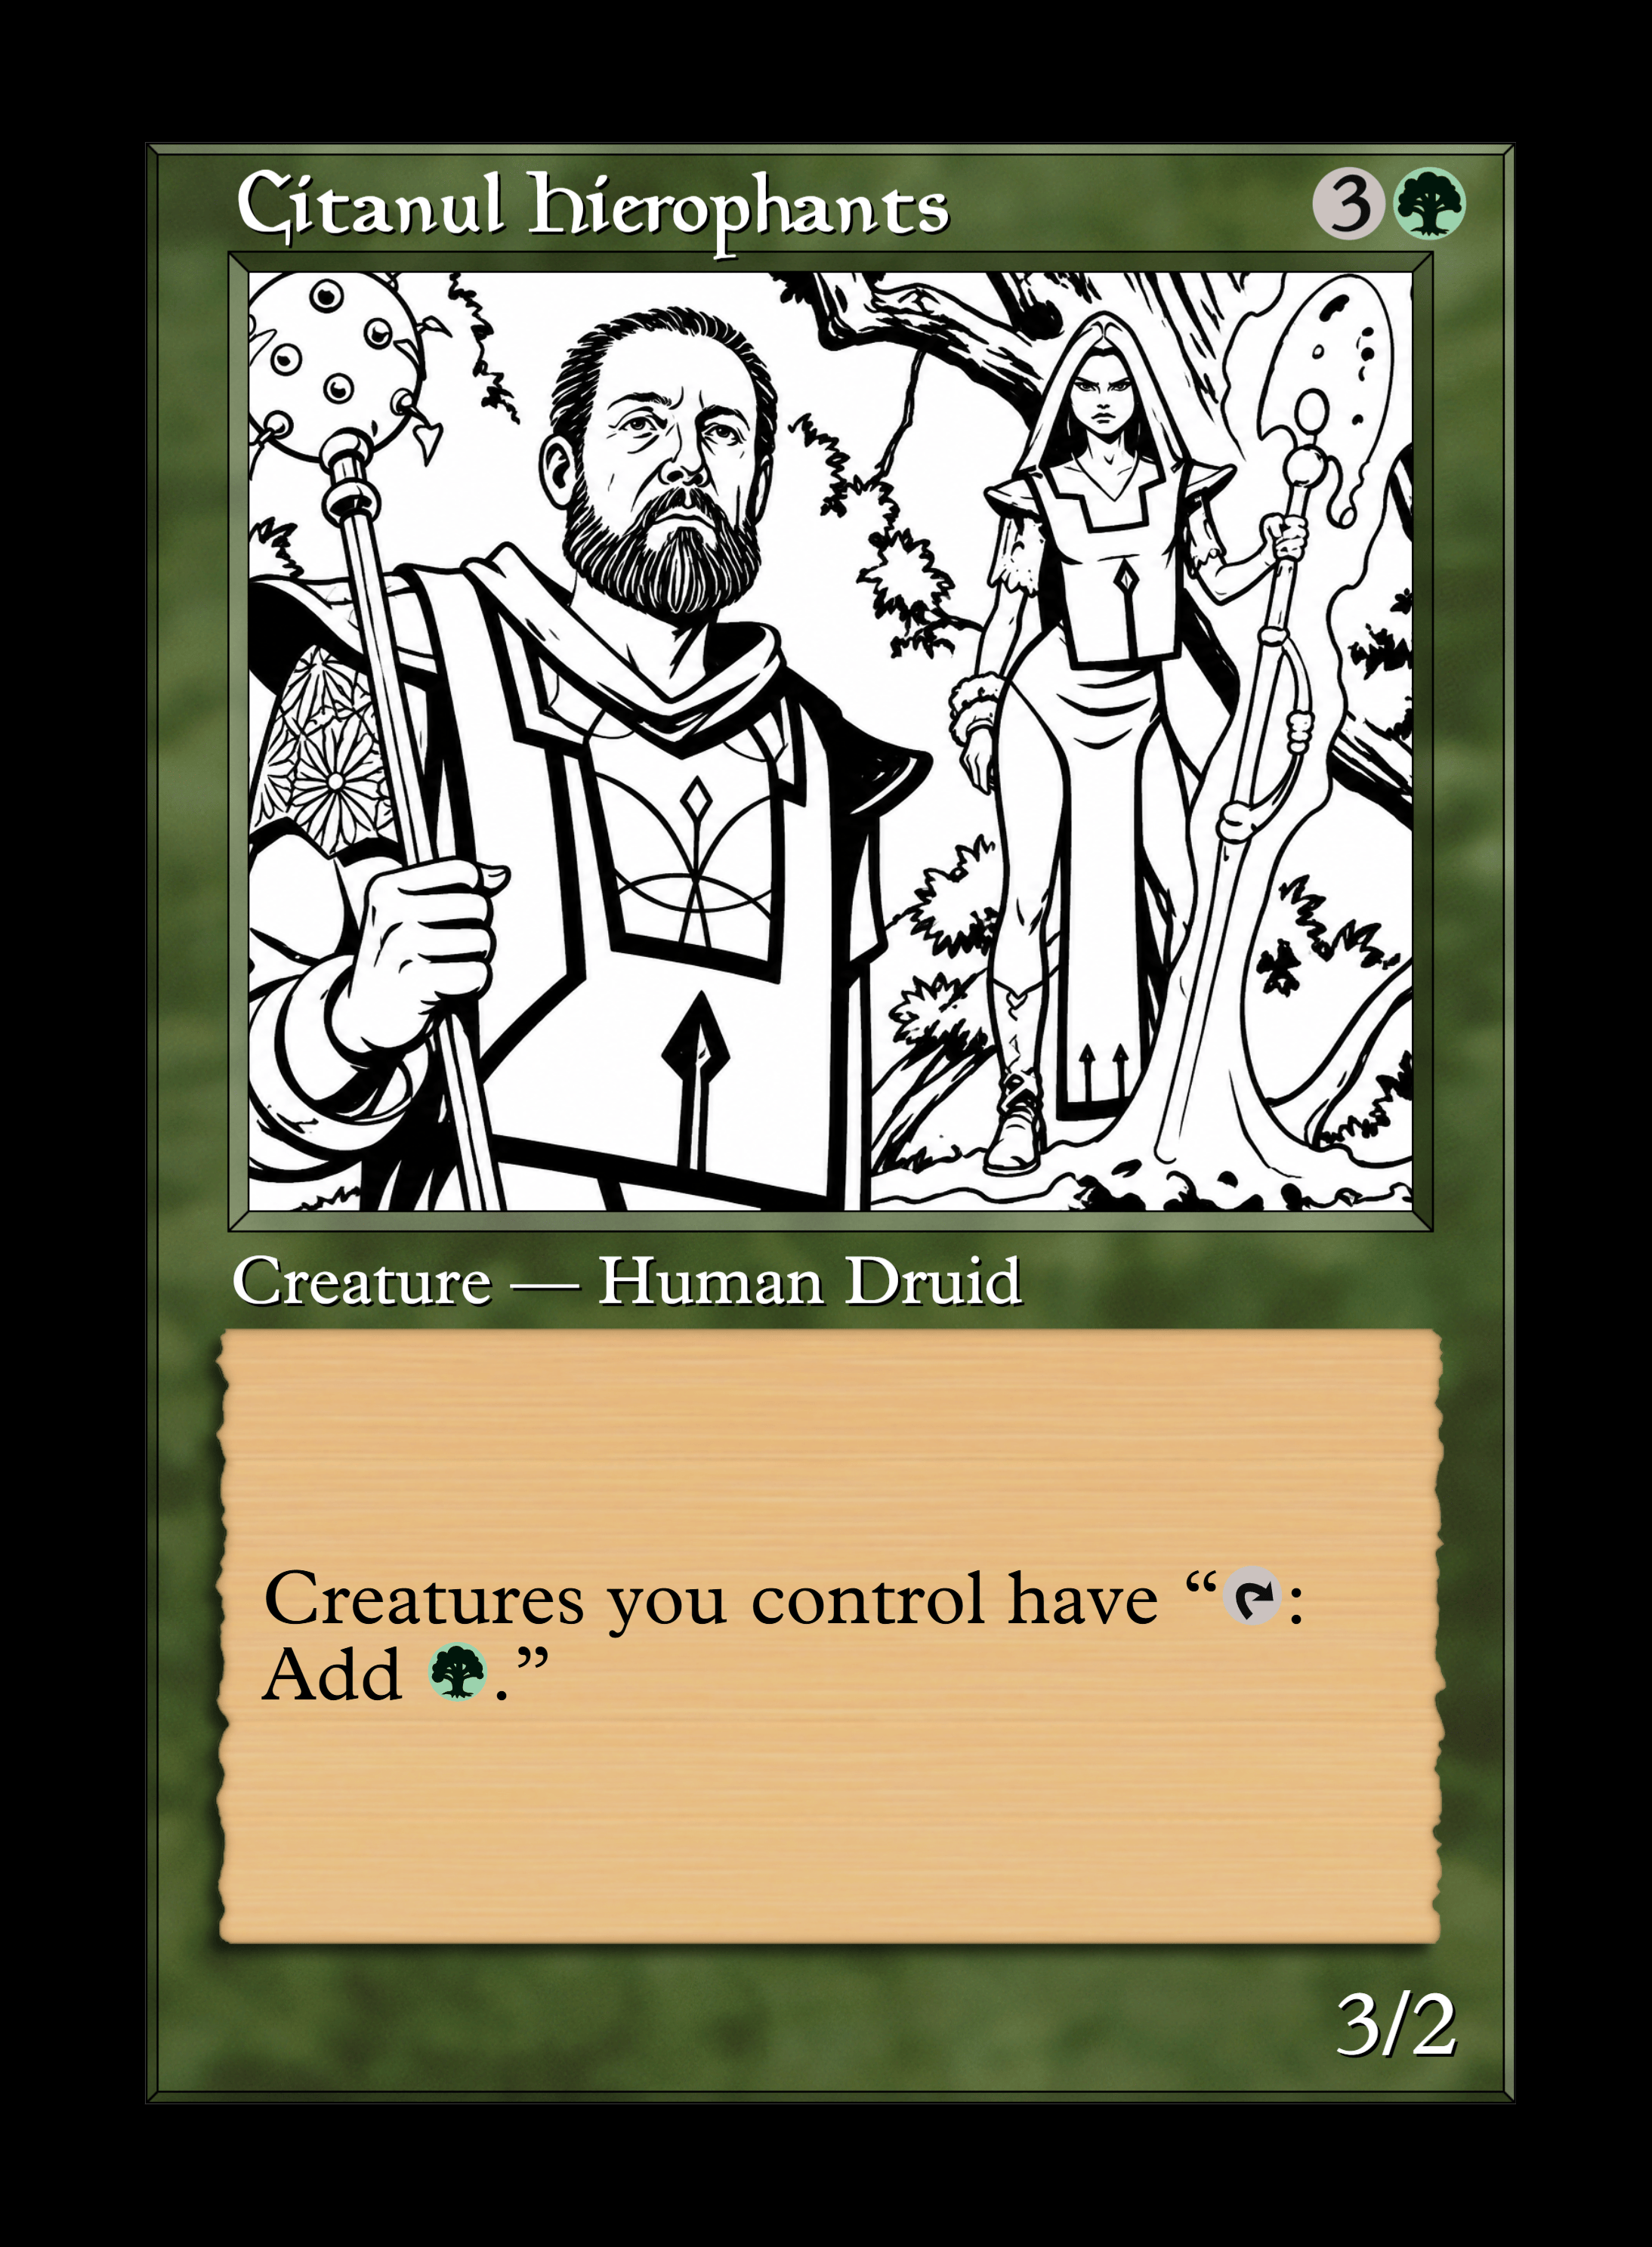 Citanul Hierophants
3
Creature — Human Druid
Creatures you control have “ :
Add .”
3/2